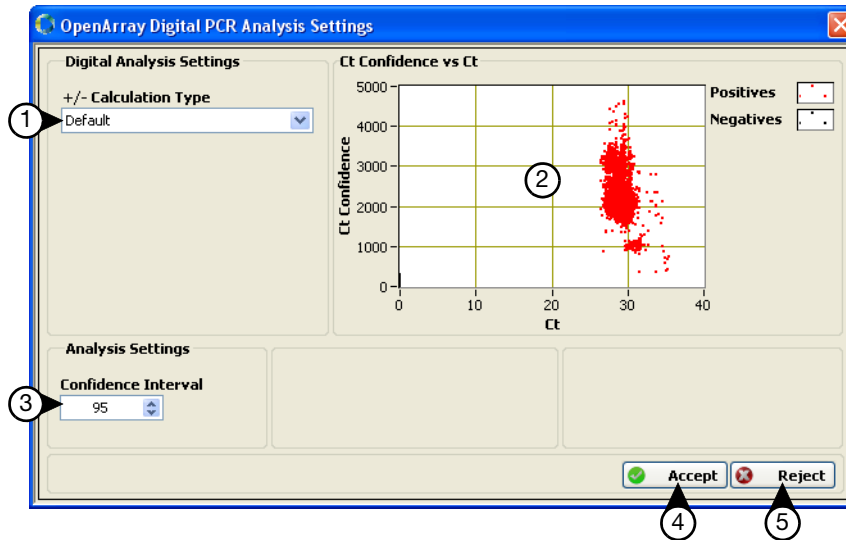 OpenArray Digital PCR Analysis Settings
Digital Analysis Settings
+/- Calculation Type
1
Default
Ct Confidence vs Ct
5000
4000
3000
2000
1000
0
Ct Confidence
2
0 10 20 30 40
Ct
Positives
Negatives
Analysis Settings
Confidence Interval
3
95
Accept
Reject
4
5